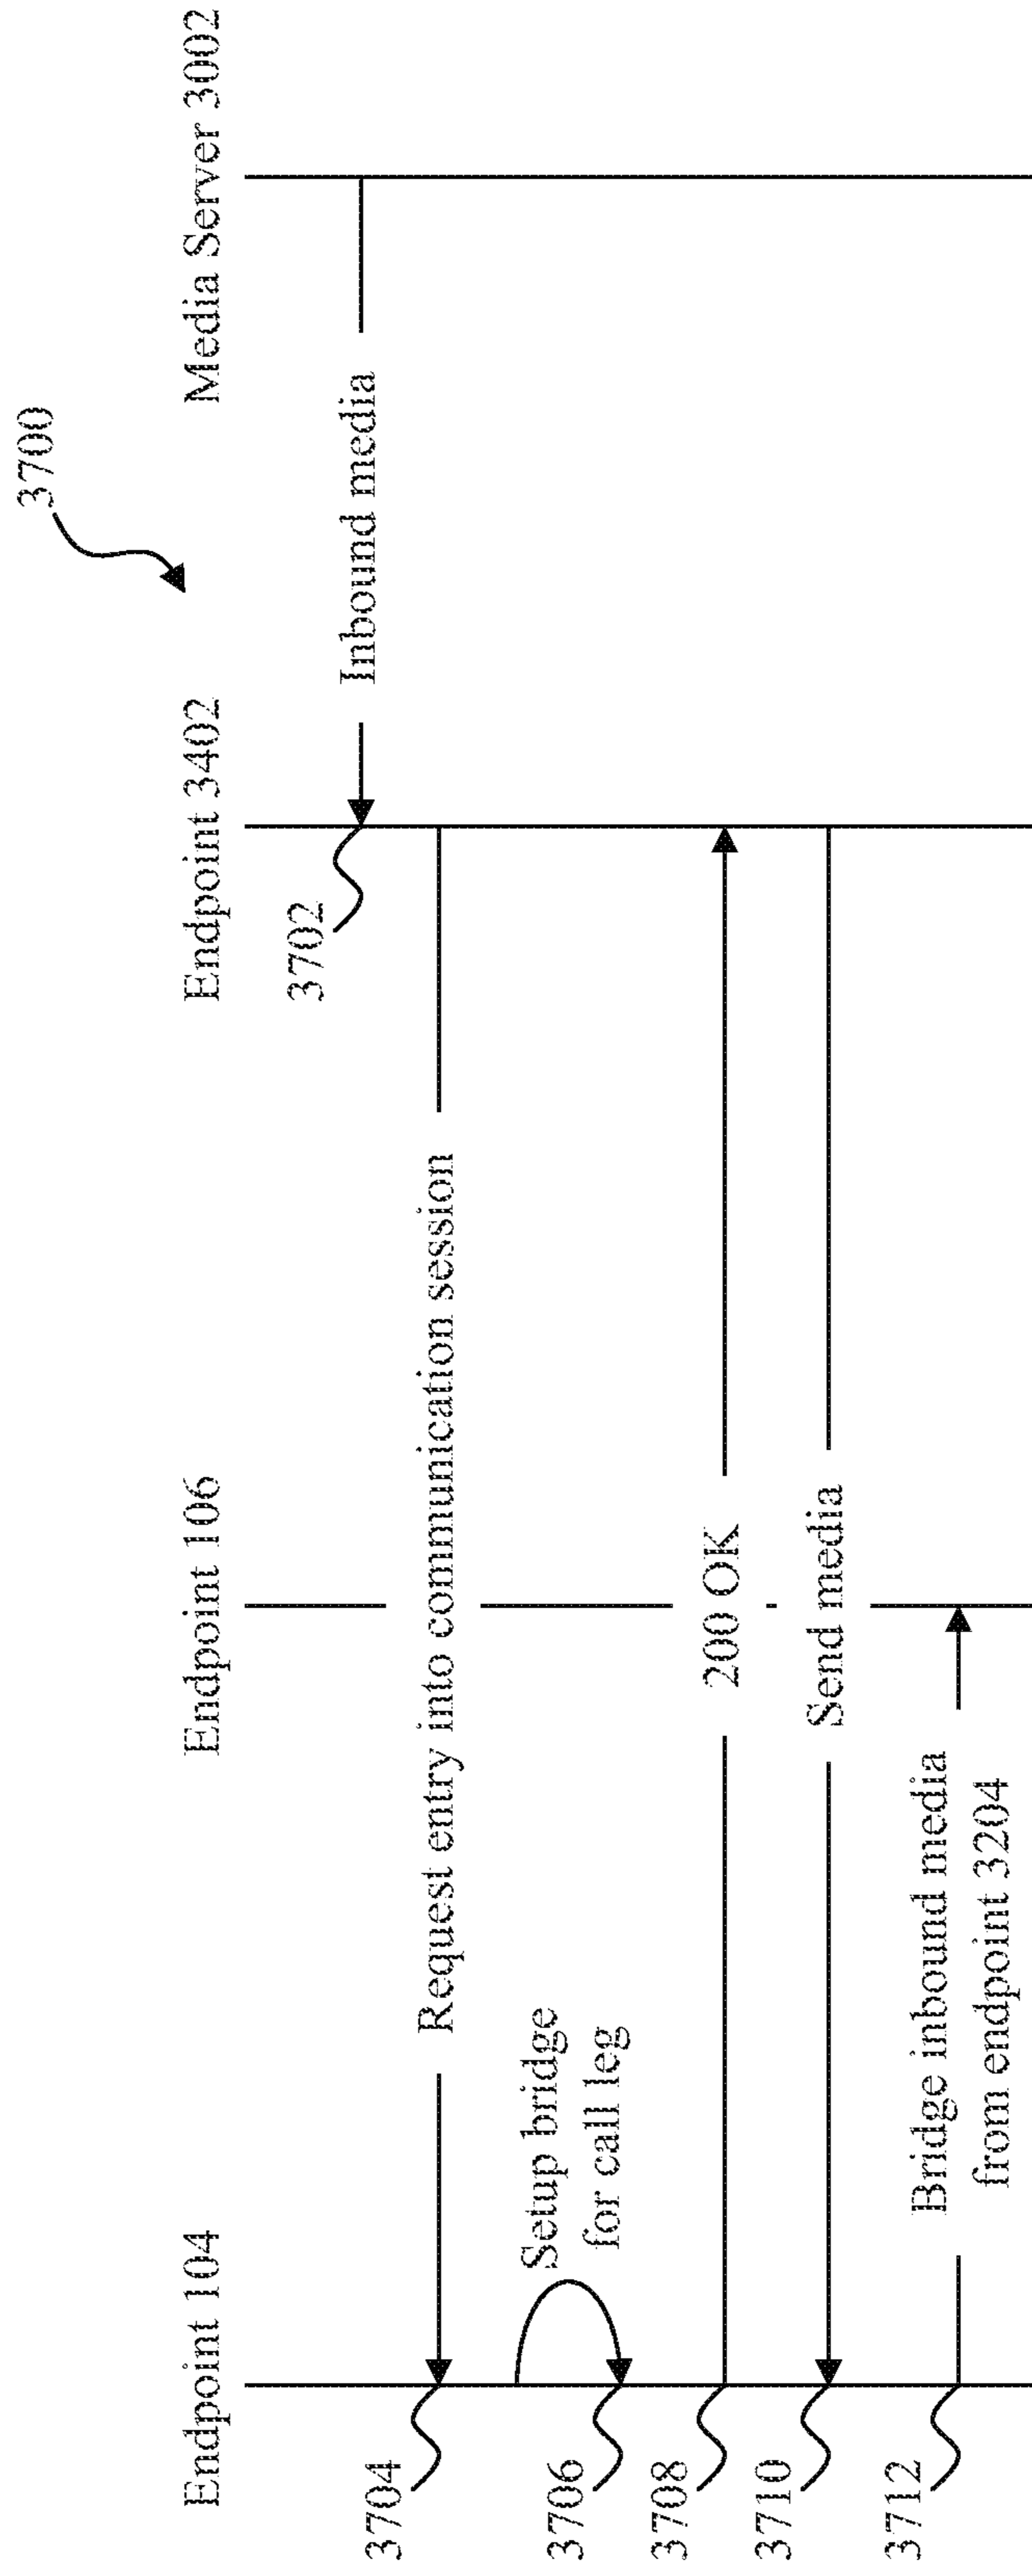 3700
Endpoint 104
Endpoint 106
Endpoint 3402
Media Server 3002
3702
Inbound media
3704
Request entry into communication session
Setup bridge
for call leg
3706
3708
200 OK
3710
Send media
3712
Bridge inbound media
from endpoint 3204